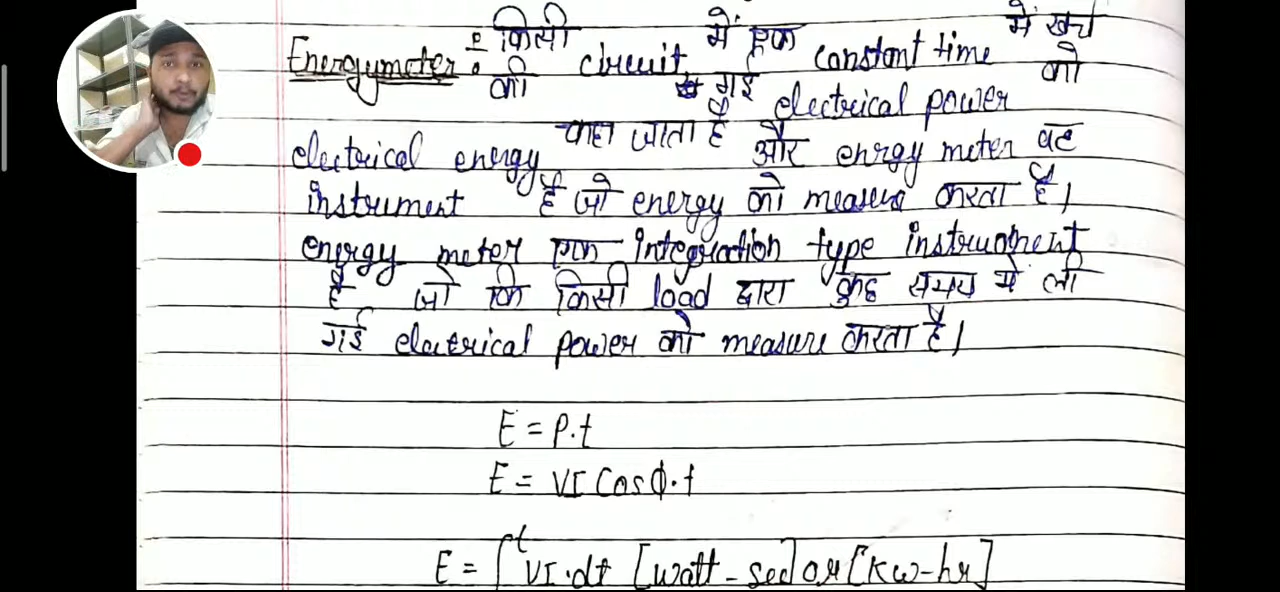 Energymeter :- किसी circuit में एक constant time में खर्च
की गई electrical power को
electrical energy कहा जाता है और enrgy meter वह
instrument है जो energy को measure करता है।
energy meter एक integration type instrument
है जो कि किसी load द्वारा कुछ समय मे ली
गई electrical power को measure करता है।
E = P.t
E = VI Cos ϕ.t
E = ∫ᵗ VI.dt [watt-sec] or [Kw-hr]